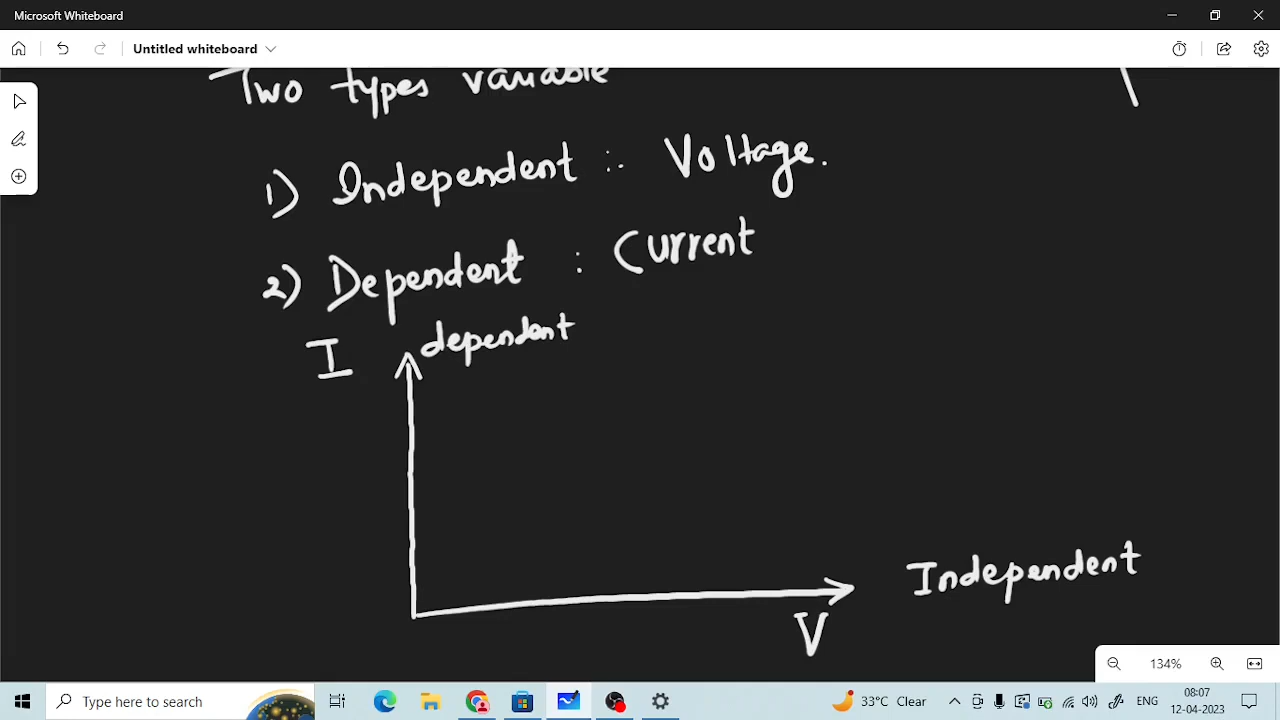 Microsoft Whiteboard
Untitled whiteboard
Two types variable
1) Independent :. Voltage.
2) Dependent : Current
I dependent
Independent
V
134%
Type here to search
33°C Clear
ENG
08:07
12-04-2023